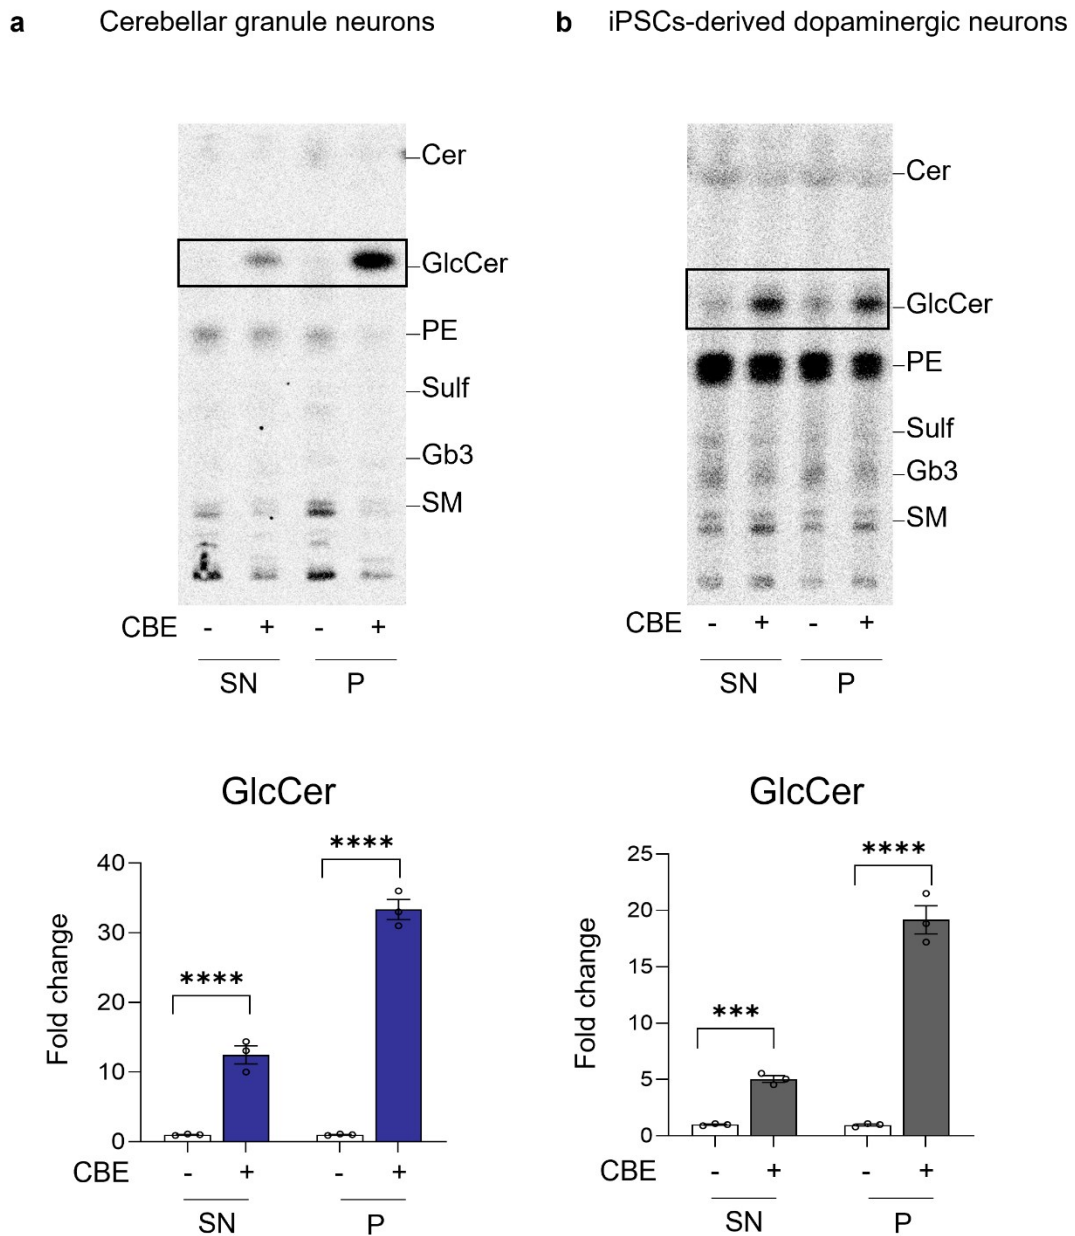 a Cerebellar granule neurons
Cer
GlcCer
PE
Sulf
Gb3
SM
CBE - + - +
SN P
GlcCer
****
****
40
30
20
10
0
Fold change
CBE - + - +
SN P
b iPSCs-derived dopaminergic neurons
Cer
GlcCer
PE
Sulf
Gb3
SM
CBE - + - +
SN P
GlcCer
****
***
25
20
15
10
5
0
Fold change
CBE - + - +
SN P